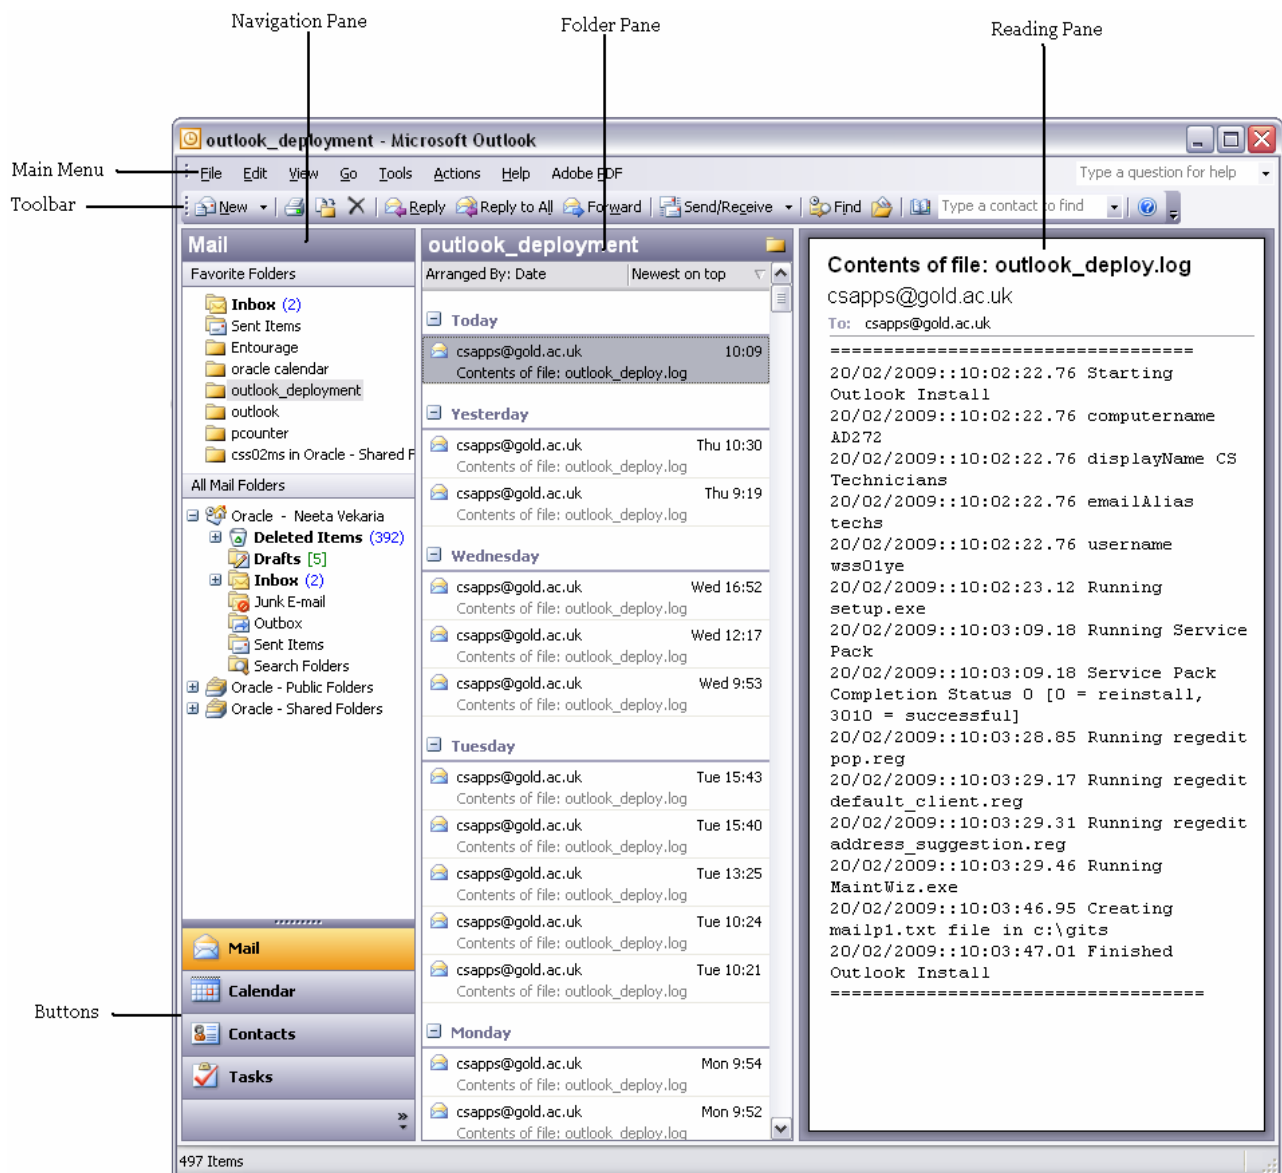 Navigation Pane
Folder Pane
Reading Pane
outlook_deployment - Microsoft Outlook
Main Menu
File Edit View Go Tools Actions Help Adobe PDF
Type a question for help
Toolbar
New Reply Reply to All Forward Send/Receive Find Type a contact to find
Mail
Favorite Folders
Inbox (2)
Sent Items
Entourage
oracle calendar
outlook_deployment
outlook
pcounter
css02ms in Oracle - Shared F
All Mail Folders
Oracle - Neeta Vekaria
Deleted Items (392)
Drafts [5]
Inbox (2)
Junk E-mail
Outbox
Sent Items
Search Folders
Oracle - Public Folders
Oracle - Shared Folders
Buttons
Mail
Calendar
Contacts
Tasks
outlook_deployment
Arranged By: Date Newest on top
Today
csapps@gold.ac.uk 10:09
Contents of file: outlook_deploy.log
Yesterday
csapps@gold.ac.uk Thu 10:30
Contents of file: outlook_deploy.log
csapps@gold.ac.uk Thu 9:19
Contents of file: outlook_deploy.log
Wednesday
csapps@gold.ac.uk Wed 16:52
Contents of file: outlook_deploy.log
csapps@gold.ac.uk Wed 12:17
Contents of file: outlook_deploy.log
csapps@gold.ac.uk Wed 9:53
Contents of file: outlook_deploy.log
Tuesday
csapps@gold.ac.uk Tue 15:43
Contents of file: outlook_deploy.log
csapps@gold.ac.uk Tue 15:40
Contents of file: outlook_deploy.log
csapps@gold.ac.uk Tue 13:25
Contents of file: outlook_deploy.log
csapps@gold.ac.uk Tue 10:24
Contents of file: outlook_deploy.log
csapps@gold.ac.uk Tue 10:21
Contents of file: outlook_deploy.log
Monday
csapps@gold.ac.uk Mon 9:54
Contents of file: outlook_deploy.log
csapps@gold.ac.uk Mon 9:52
Contents of file: outlook_deploy.log
Contents of file: outlook_deploy.log
csapps@gold.ac.uk
To: csapps@gold.ac.uk
==================================
20/02/2009::10:02:22.76 Starting
Outlook Install
20/02/2009::10:02:22.76 computername
AD272
20/02/2009::10:02:22.76 displayName CS
Technicians
20/02/2009::10:02:22.76 emailAlias
techs
20/02/2009::10:02:22.76 username
wss01ye
20/02/2009::10:02:23.12 Running
setup.exe
20/02/2009::10:03:09.18 Running Service
Pack
20/02/2009::10:03:09.18 Service Pack
Completion Status 0 [0 = reinstall,
3010 = successful]
20/02/2009::10:03:28.85 Running regedit
pop.reg
20/02/2009::10:03:29.17 Running regedit
default_client.reg
20/02/2009::10:03:29.31 Running regedit
address_suggestion.reg
20/02/2009::10:03:29.46 Running
MaintWiz.exe
20/02/2009::10:03:46.95 Creating
mailp1.txt file in c:\gits
20/02/2009::10:03:47.01 Finished
Outlook Install
===================================
497 Items